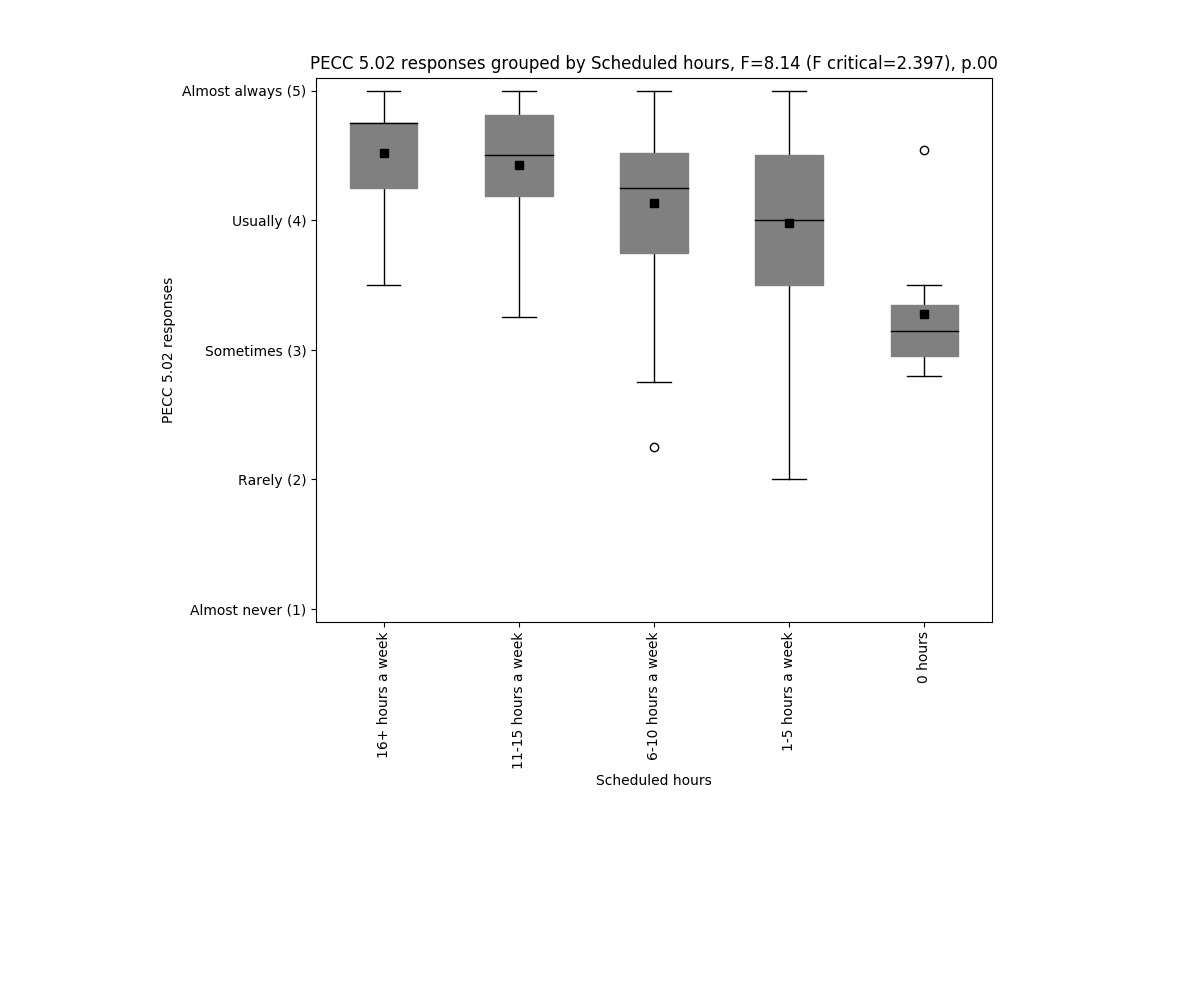 PECC 5.02 responses grouped by Scheduled hours, F=8.14 (F critical=2.397), p.00
Almost always (5)
Usually (4)
Sometimes (3)
Rarely (2)
Almost never (1)
PECC 5.02 responses
16+ hours a week
11-15 hours a week
6-10 hours a week
1-5 hours a week
0 hours
Scheduled hours